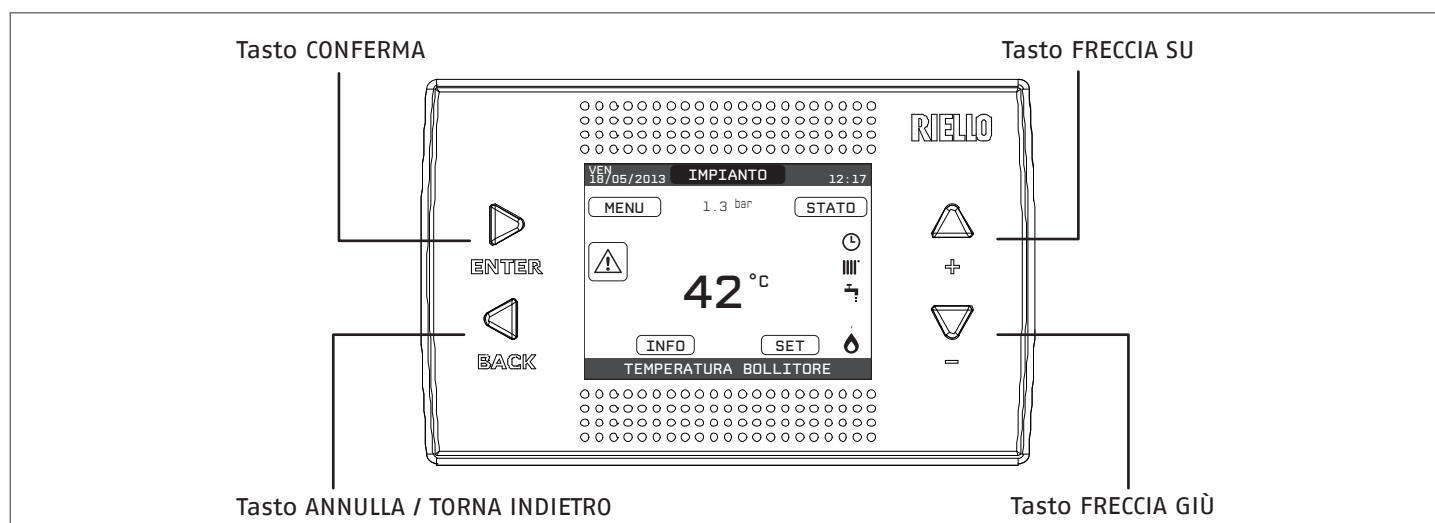 Tasto CONFERMA
Tasto FRECCIA SU
RIELLO
VEN
18/05/2013 IMPIANTO 12:17
MENU 1.3 bar STATO
ENTER
+
42 °C
BACK
INFO SET
-
TEMPERATURA BOLLITORE
Tasto ANNULLA / TORNA INDIETRO
Tasto FRECCIA GIÙ